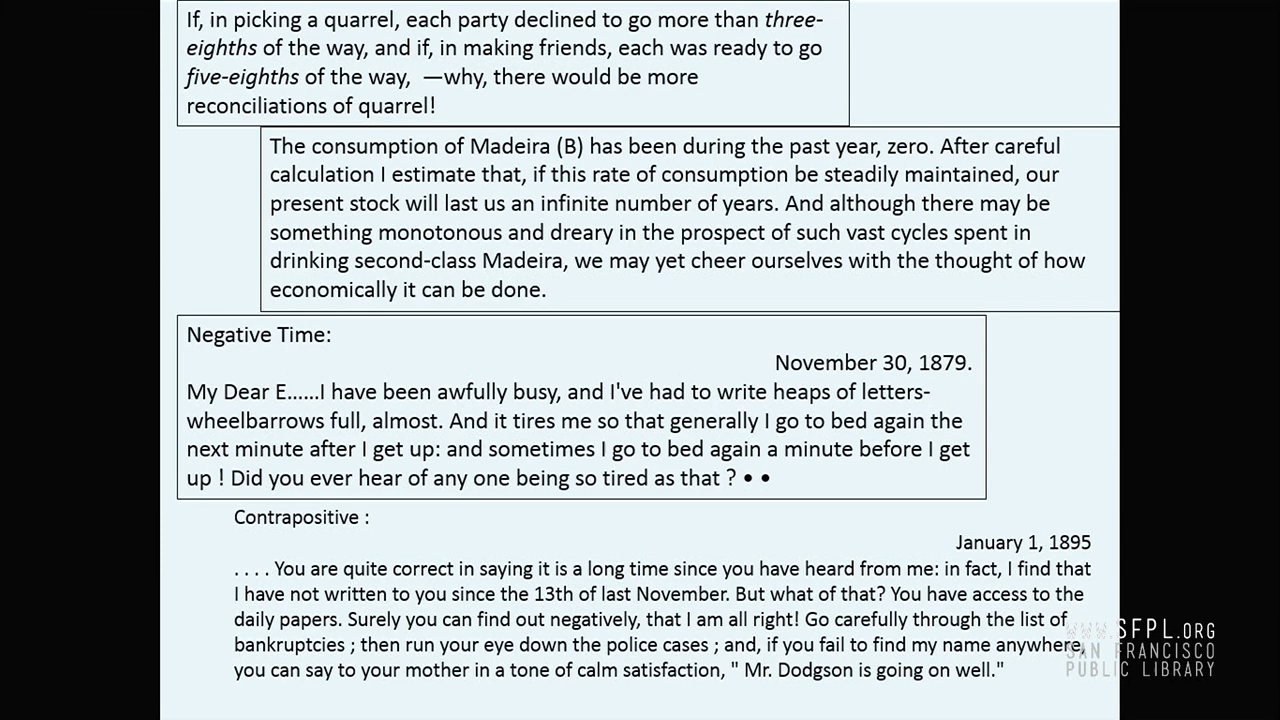 If, in picking a quarrel, each party declined to go more than three-
eighths of the way, and if, in making friends, each was ready to go
five-eighths of the way,  —why, there would be more
reconciliations of quarrel!
The consumption of Madeira (B) has been during the past year, zero. After careful
calculation I estimate that, if this rate of consumption be steadily maintained, our
present stock will last us an infinite number of years. And although there may be
something monotonous and dreary in the prospect of such vast cycles spent in
drinking second-class Madeira, we may yet cheer ourselves with the thought of how
economically it can be done.
Negative Time:
November 30, 1879.
My Dear E......I have been awfully busy, and I've had to write heaps of letters-
wheelbarrows full, almost. And it tires me so that generally I go to bed again the
next minute after I get up: and sometimes I go to bed again a minute before I get
up ! Did you ever hear of any one being so tired as that ? • •
Contrapositive :
January 1, 1895
. . . . You are quite correct in saying it is a long time since you have heard from me: in fact, I find that
I have not written to you since the 13th of last November. But what of that? You have access to the
daily papers. Surely you can find out negatively, that I am all right! Go carefully through the list of
bankruptcies ; then run your eye down the police cases ; and, if you fail to find my name anywhere,
you can say to your mother in a tone of calm satisfaction, " Mr. Dodgson is going on well."
WWW.SFPL.ORG
SAN FRANCISCO
PUBLIC LIBRARY